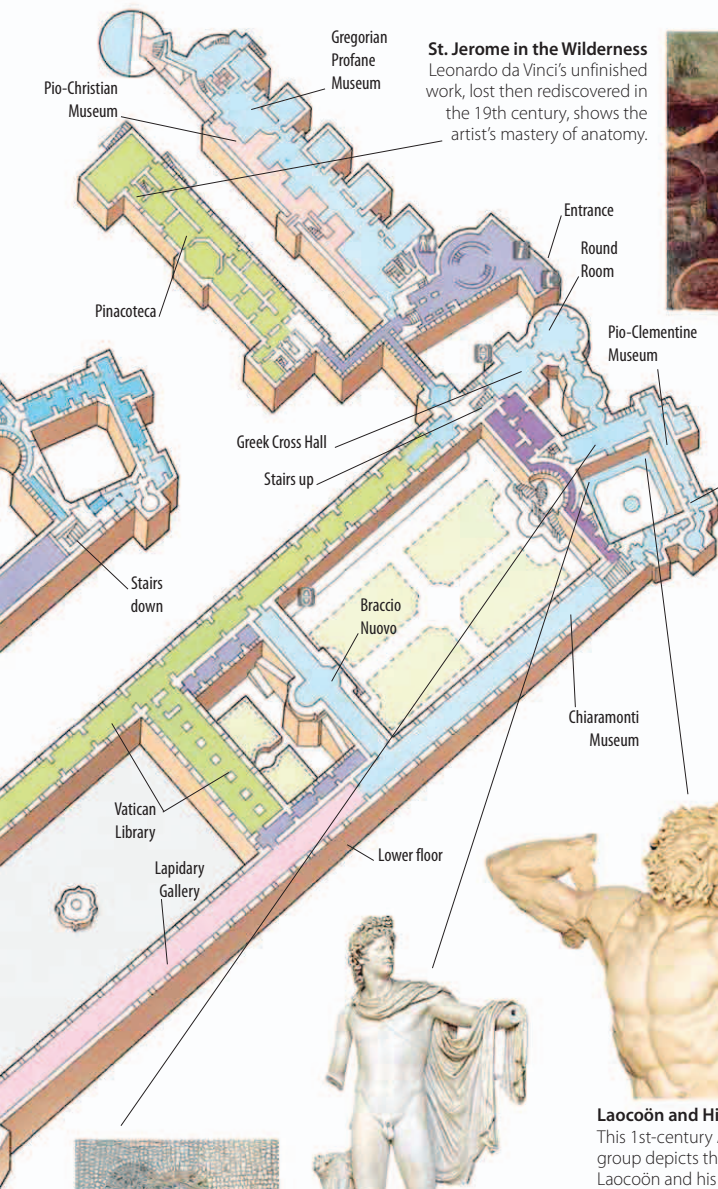 Gregorian
Profane
Museum
St. Jerome in the Wilderness
Leonardo da Vinci's unfinished
work, lost then rediscovered in
the 19th century, shows the
artist's mastery of anatomy.
Pio-Christian
Museum
Entrance
Round
Room
Pinacoteca
Pio-Clementine
Museum
Greek Cross Hall
Stairs up
Stairs
down
Braccio
Nuovo
Chiaramonti
Museum
Vatican
Library
Lower floor
Lapidary
Gallery
Laocoön and Hi
This 1st-century
group depicts th
Laocoön and his